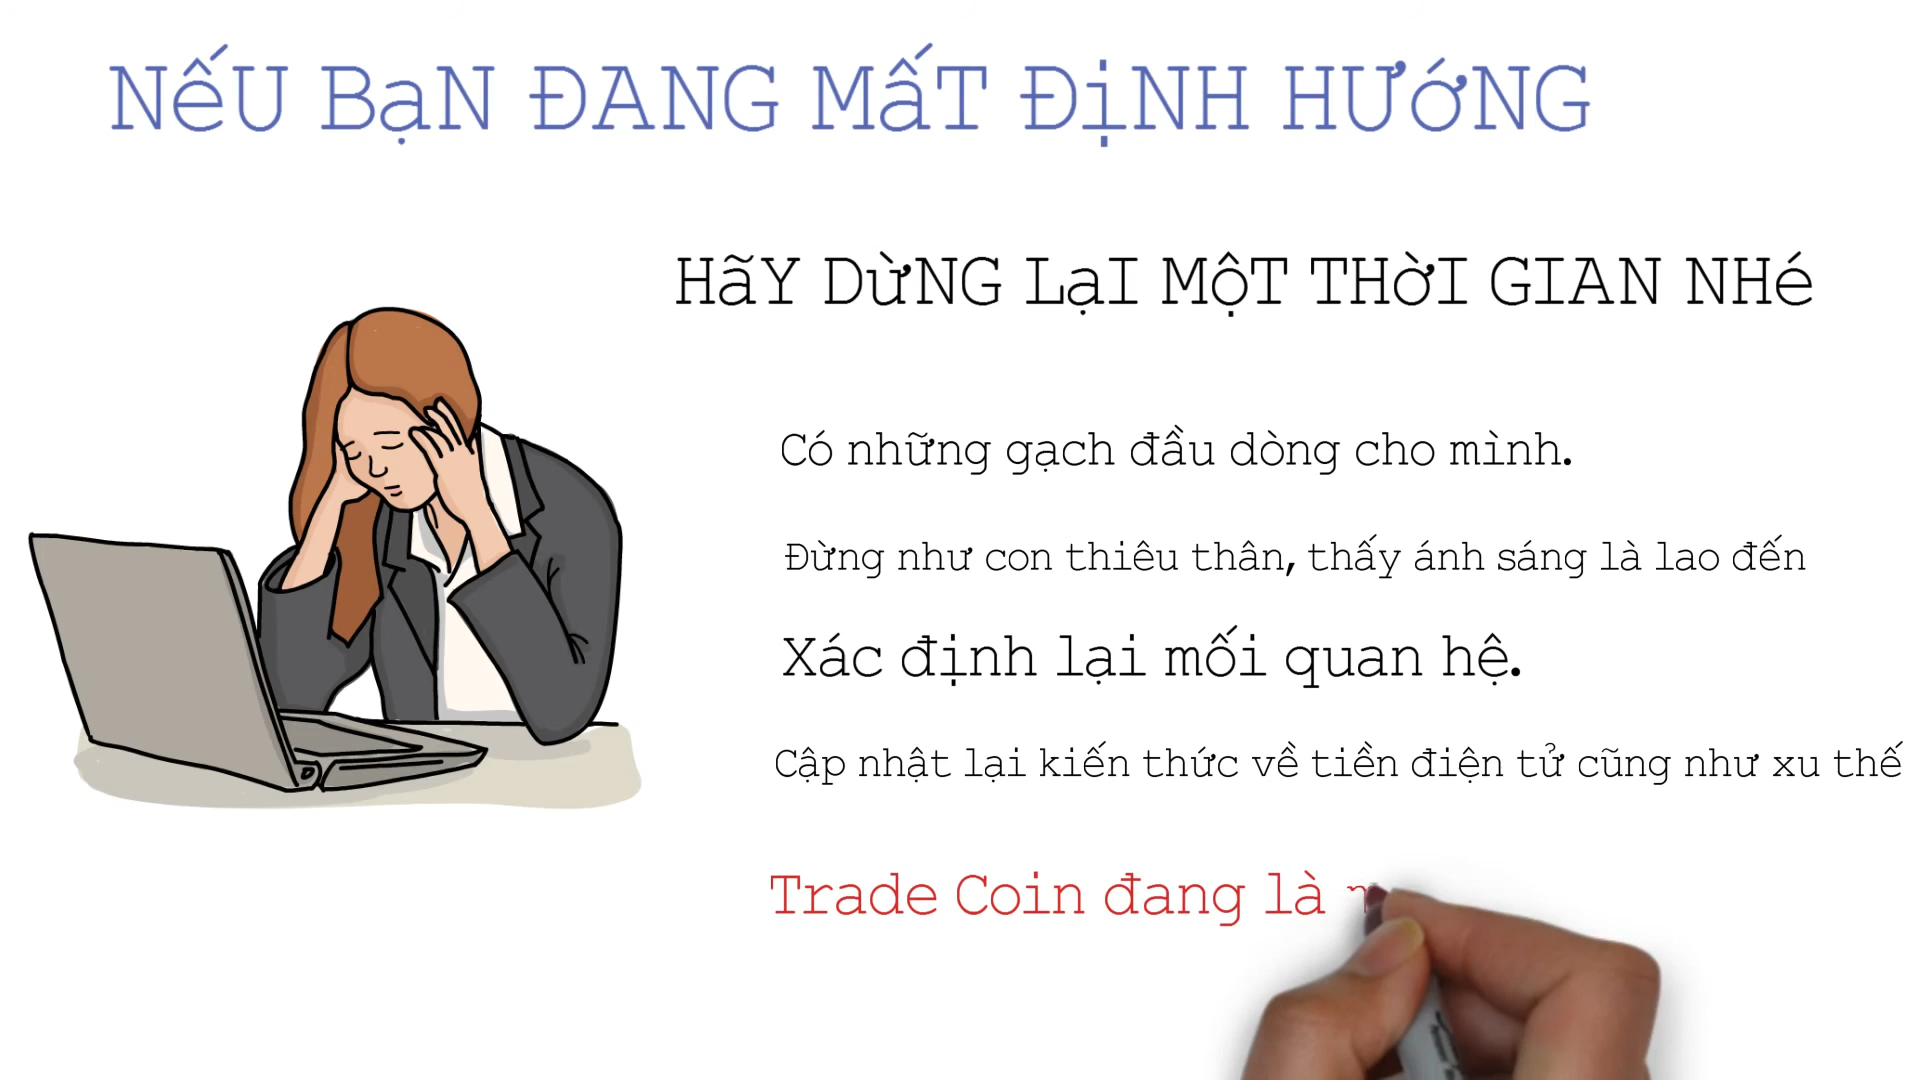 NếU BạN ĐANG MấT ĐịNH HƯớNG
HãY DừNG LạI MộT THờI GIAN NHé
Có những gạch đầu dòng cho mình.
Đừng như con thiêu thân, thấy ánh sáng là lao đến
Xác định lại mối quan hệ.
Cập nhật lại kiến thức về tiền điện tử cũng như xu thế
Trade Coin đang là